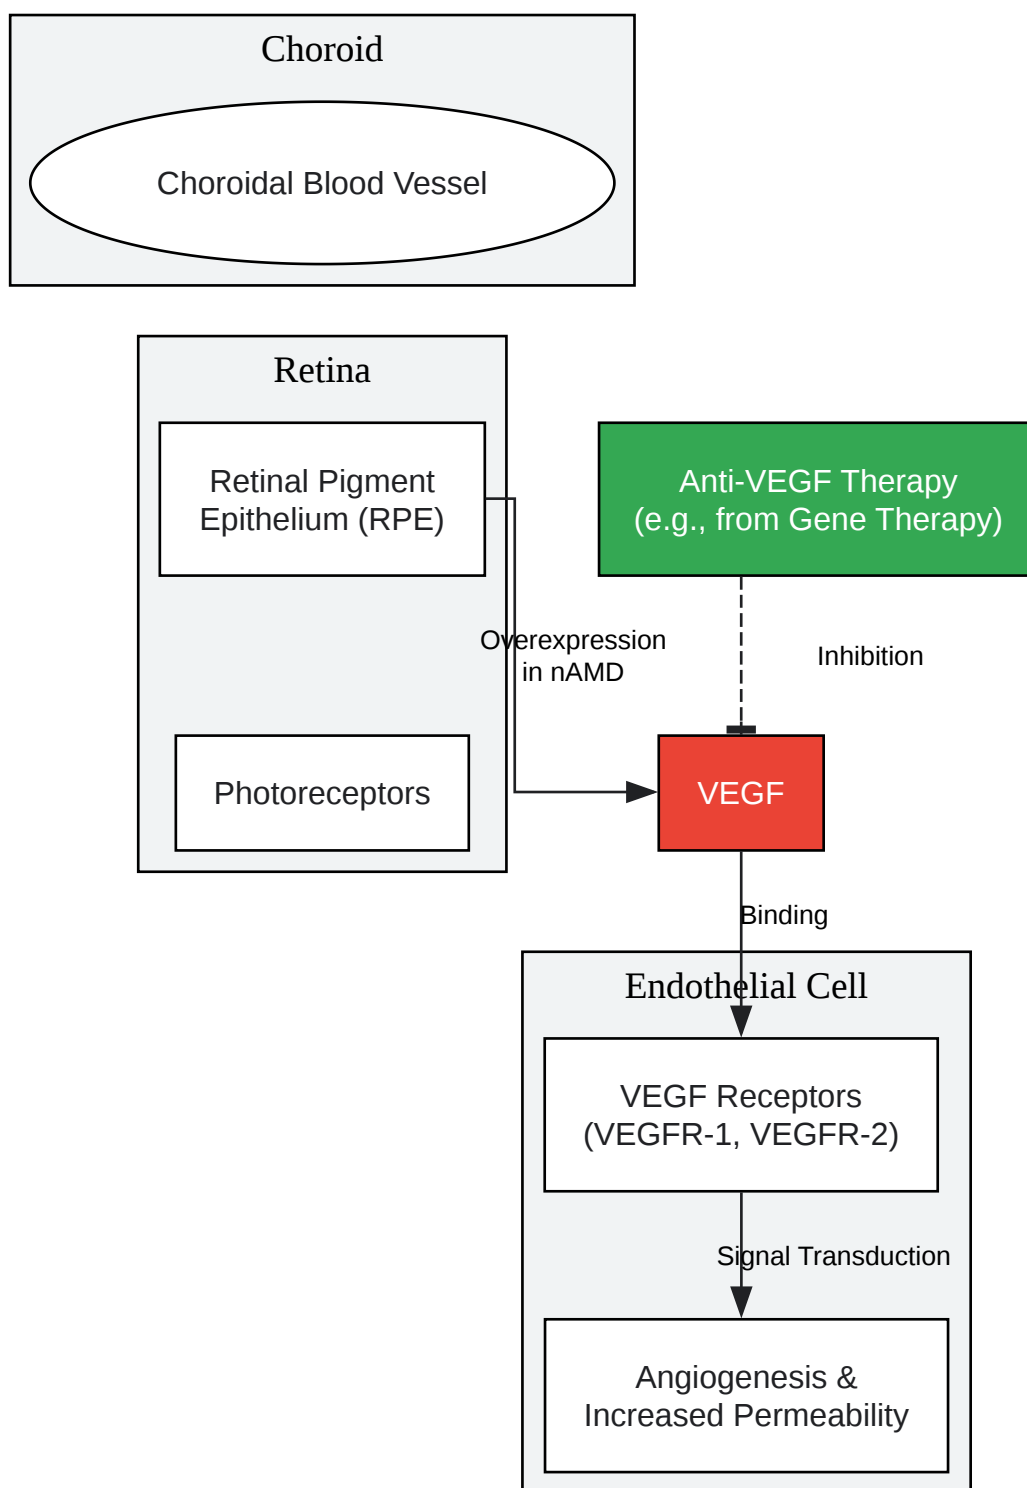 Choroid
Choroidal Blood Vessel
Retina
Retinal Pigment
Epithelium (RPE)
Anti-VEGF Therapy
(e.g., from Gene Therapy)
Overexpression
in nAMD
Inhibition
Photoreceptors
VEGF
Binding
Endothelial Cell
VEGF Receptors
(VEGFR-1, VEGFR-2)
Signal Transduction
Angiogenesis &
Increased Permeability